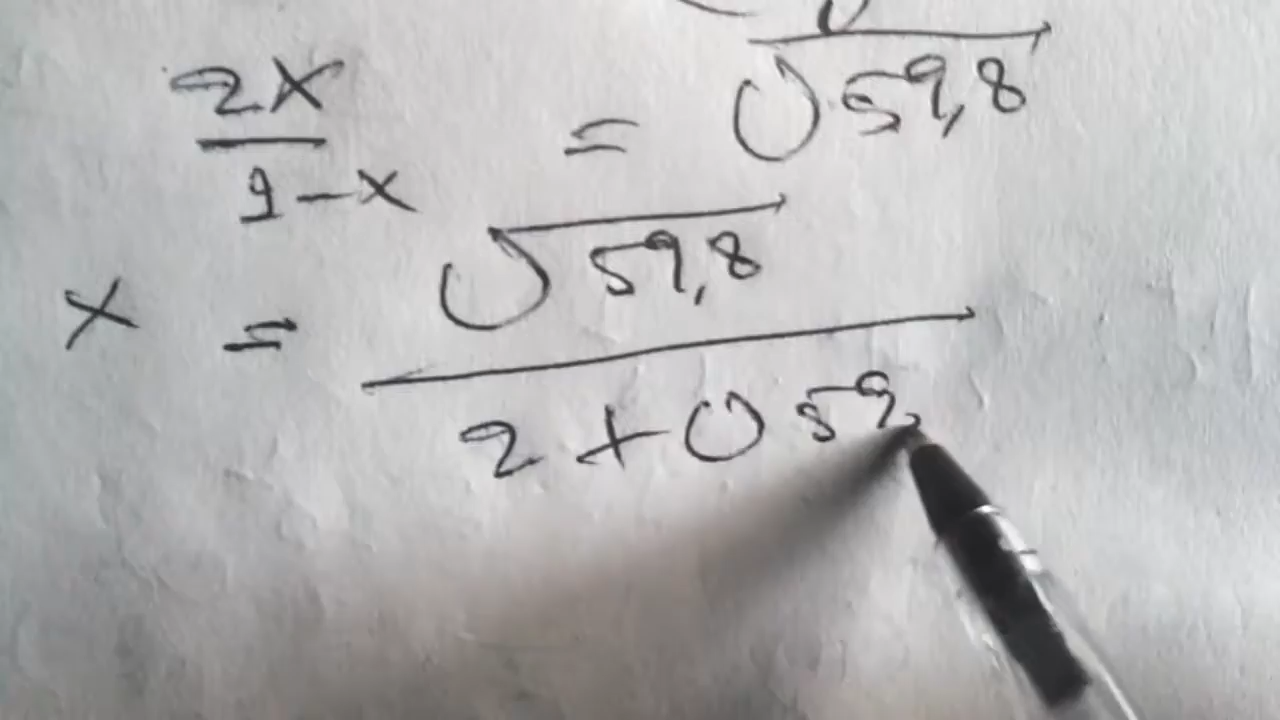 2x / 1-x = √59,8
x = √59,8 / 2+√59,